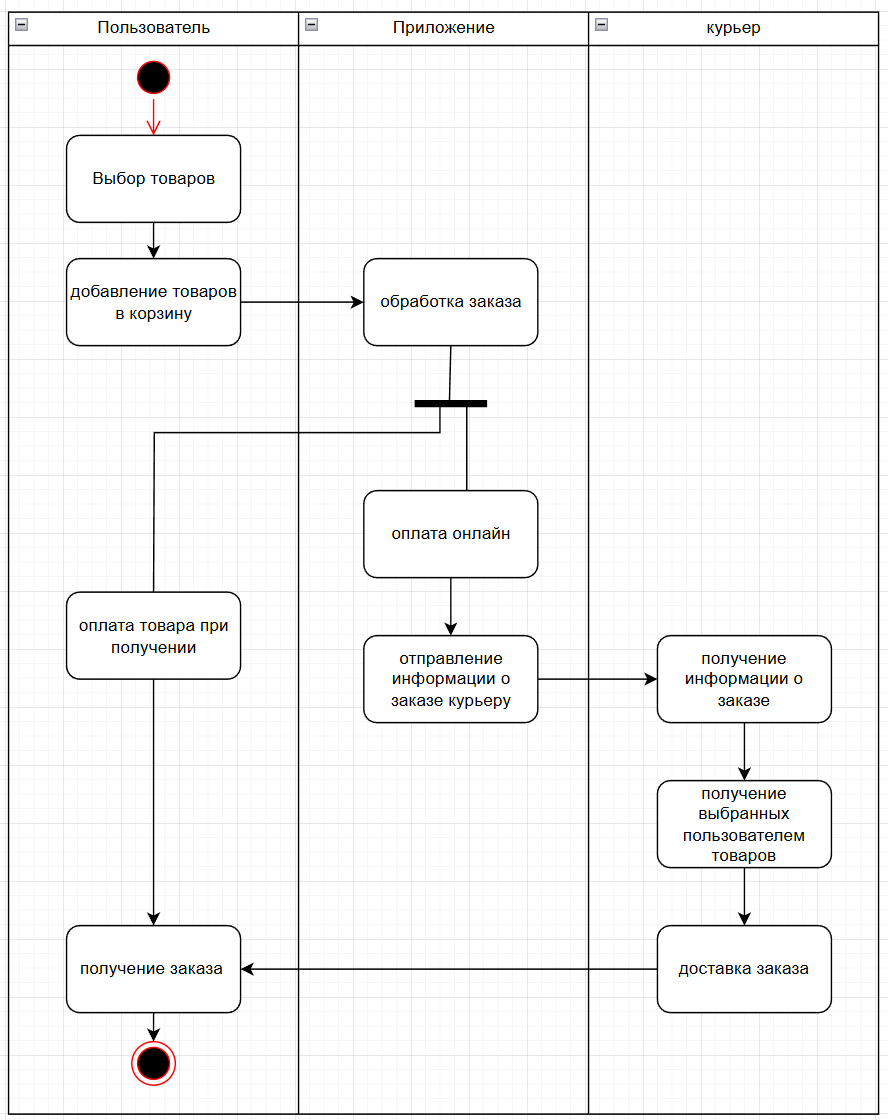 Пользователь
Приложение
курьер
Выбор товаров
добавление товаров
в корзину
обработка заказа
оплата онлайн
оплата товара при
получении
отправление
информации о
заказе курьеру
получение
информации о
заказе
получение
выбранных
пользователем
товаров
получение заказа
доставка заказа